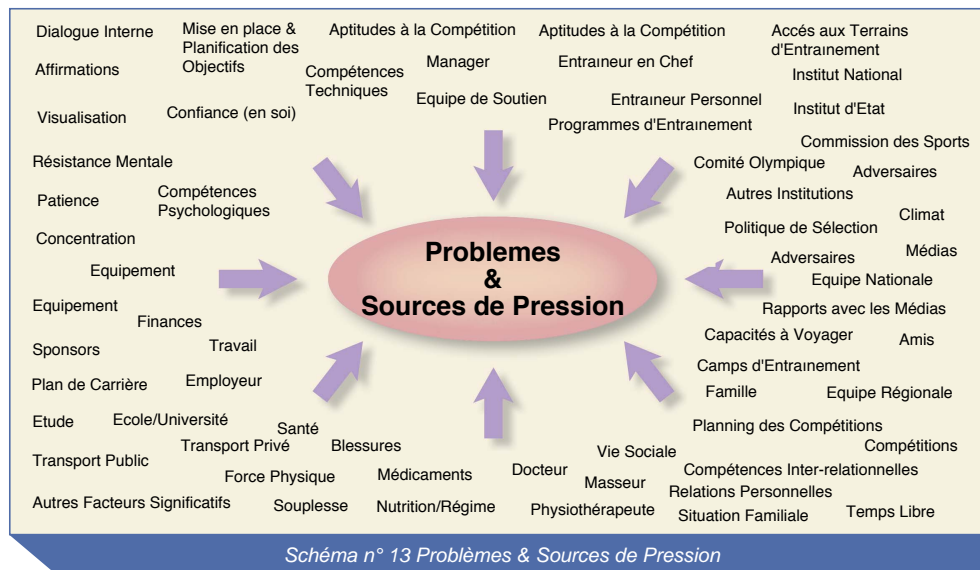 Dialogue Interne
Mise en place &
Planification des
Objectifs
Aptitudes à la Compétition
Aptitudes à la Compétition
Accés aux Terrains
d'Entraınement
Affirmations
Compétences
Techniques
Manager
Entraıneur en Chef
Institut National
Visualisation
Confiance (en soi)
Equipe de Soutien
Entraıneur Personnel
Institut d'Etat
Programmes d'Entraınement
Commission des Sports
Résistance Mentale
Comité Olympique
Adversaires
Patience
Compétences
Psychologiques
Autres Institutions
Climat
Concentration
Politique de Sélection
Médias
Equipement
Problemes
&
Sources de Pression
Adversaires
Equipe Nationale
Equipement
Finances
Rapports avec les Médias
Sponsors
Travail
Capacités à Voyager
Amis
Camps d'Entraınement
Plan de Carrière
Employeur
Famille
Equipe Régionale
Etude
Ecole/Université
Santé
Planning des Compétitions
Transport Privé
Blessures
Vie Sociale
Compétitions
Transport Public
Force Physique
Médicaments
Docteur
Masseur
Compétences Inter-relationnelles
Relations Personnelles
Autres Facteurs Significatifs
Souplesse
Nutrition/Régime
Physiothérapeute
Situation Familiale
Temps Libre
Schéma n° 13 Problèmes & Sources de Pression